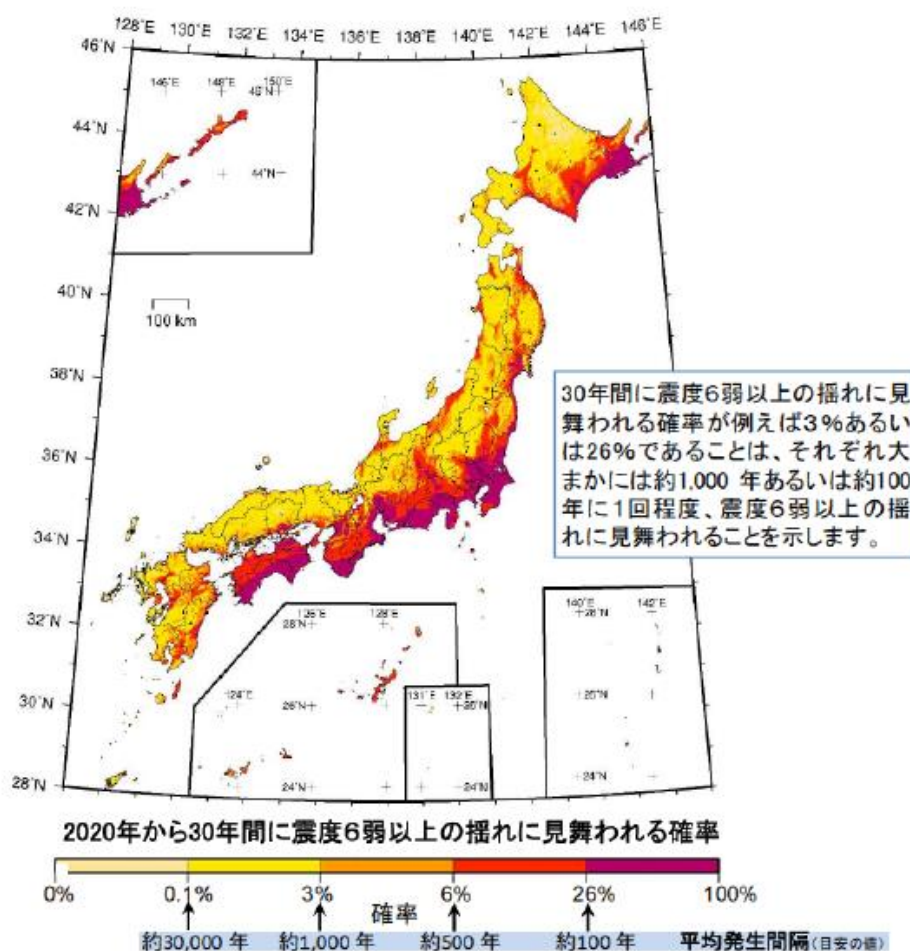 128°E 130°E 132°E 134°E 136°E 138°E 140°E 142°E 144°E 146°E
46°N
146°E 148°E 150°E
46°N
44°N
44°N
42°N
40°N
100 km
38°N
30年間に震度6弱以上の揺れに見
舞われる確率が例えば3%あるい
は26%であることは、それぞれ大
まかには約1,000 年あるいは約100
年に1回程度、震度6弱以上の揺
れに見舞われることを示します。
36°N
34°N
32°N
126°E 128°E
28°N
140°E 142°E
28°N
124°E
30°N
26°N
131°E 132°E
26°N
24°N
24°N
24°N
28°N
2020年から30年間に震度6弱以上の揺れに見舞われる確率
0% 0.1% 3% 6% 26% 100%
確率
約30,000 年 約1,000 年 約500 年 約100 年 平均発生間隔(目安の値)